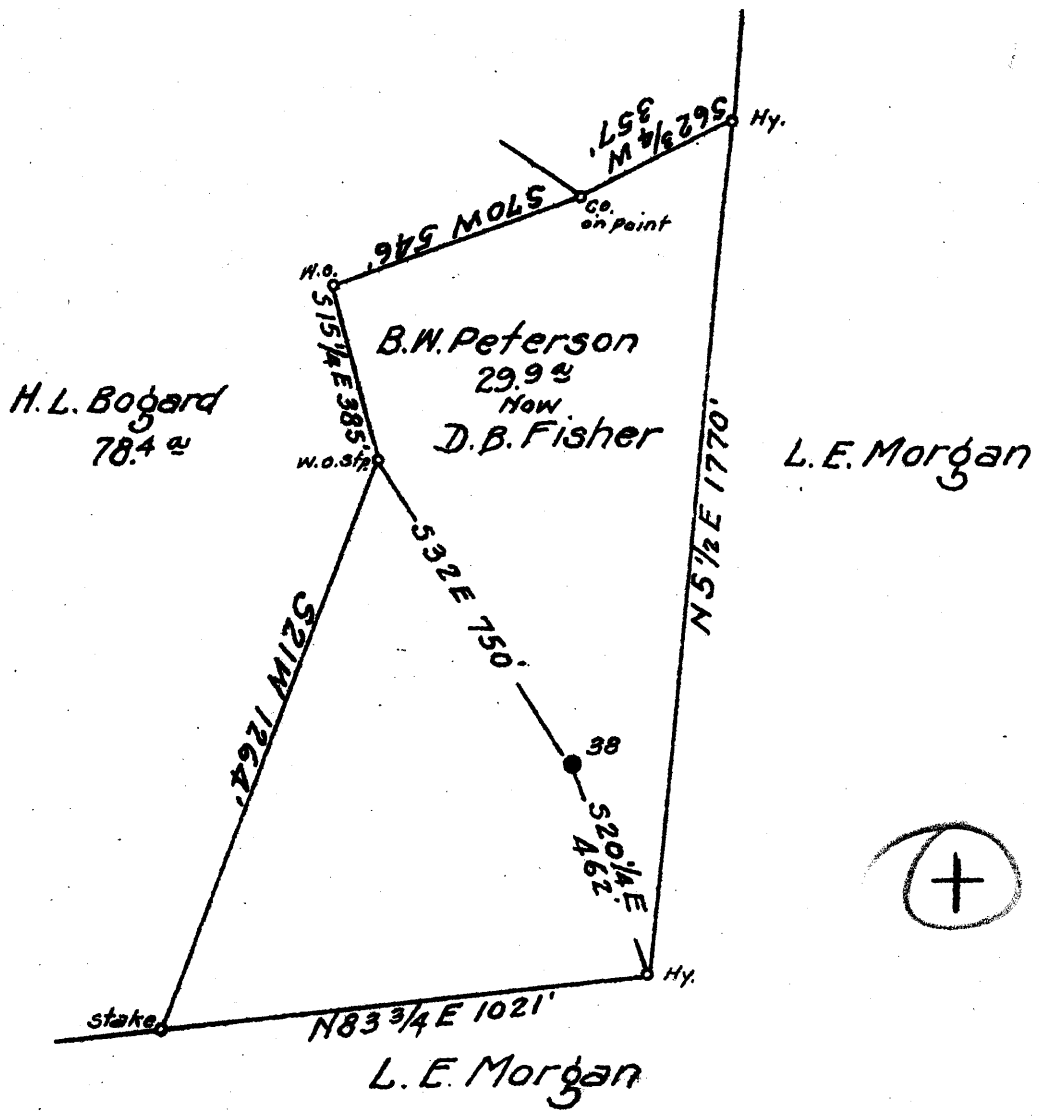 Hy.
S62 3/4 W
357'
S70W 546'
C.O.
on point
W.O.
S15 1/4 E 385'
B.W. Peterson
29.9 a
Now
D.B. Fisher
H.L. Bogard
78.4 a
W.O. Stp.
L.E. Morgan
N 5 1/2 E 1770'
S32E 750'
S21W 1264'
38
S20 1/4 E
462'
Hy.
stake
N83 3/4 E 1021'
L. E. Morgan